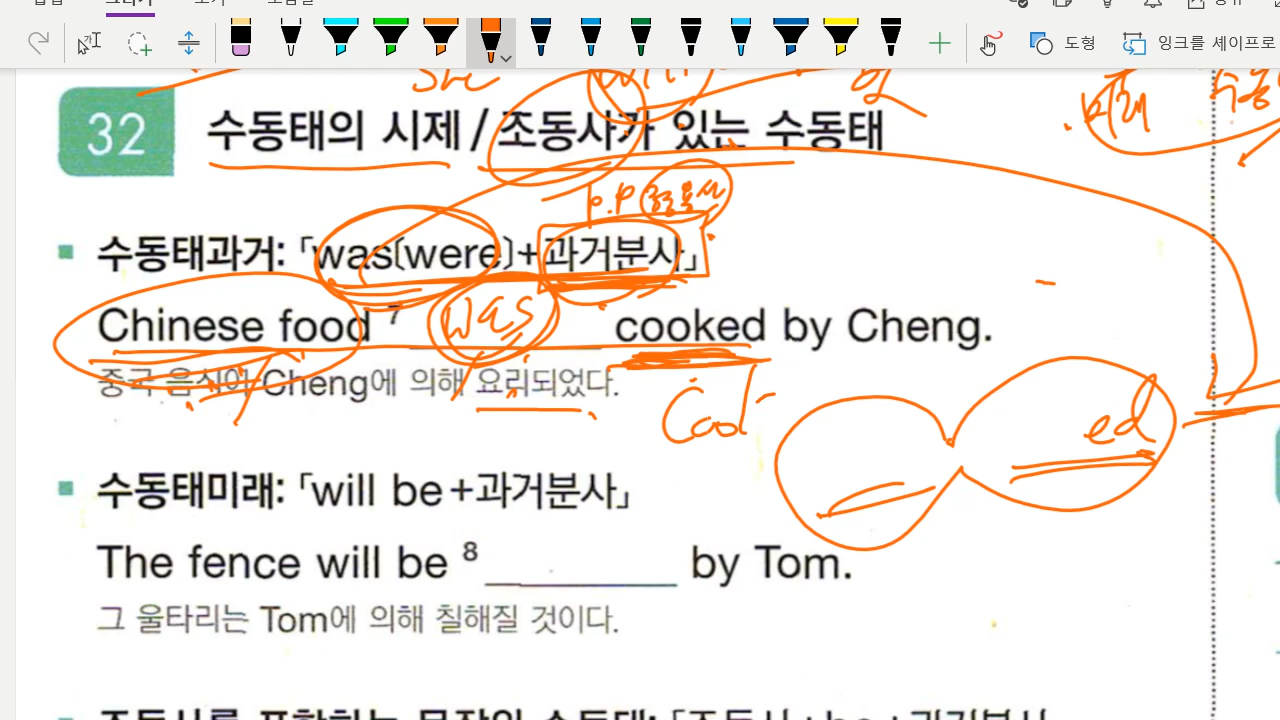 도형
잉크를 셰이프로
32 수동태의 시제 / 조동사가 있는 수동태
p.p 형용사
수동태과거: 「was(were)+과거분사」
Chinese food 7 was cooked by Cheng.
중국 음식이 Cheng에 의해 요리되었다.
ed
수동태미래: 「will be+과거분사」
The fence will be 8 ________ by Tom.
그 울타리는 Tom에 의해 칠해질 것이다.